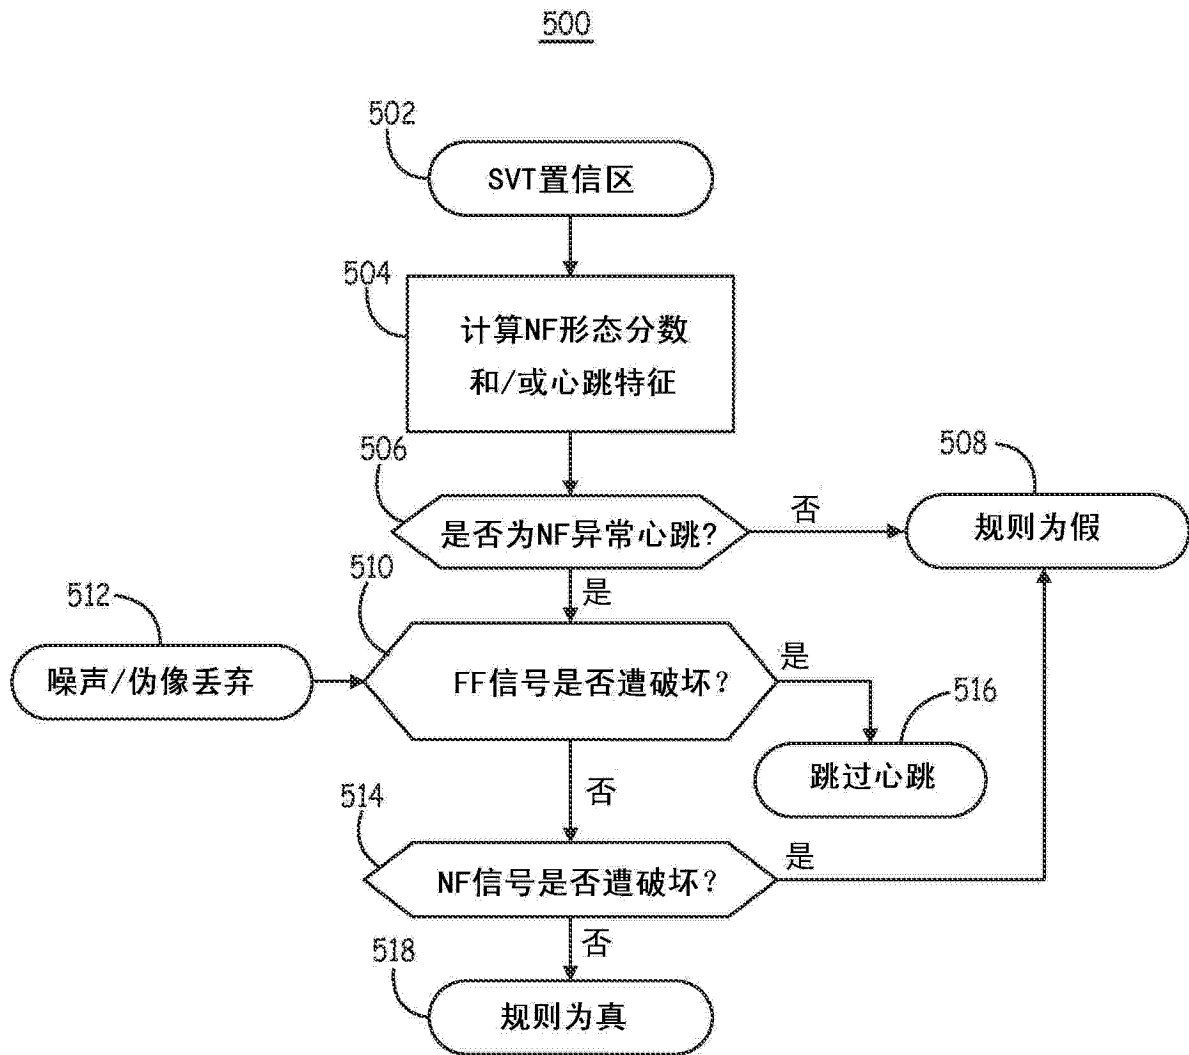 500
502
SVT置信区
504
计算NF形态分数
和/或心跳特征
506
508
是否为NF异常心跳?
否
规则为假
510
是
512
噪声/伪像丢弃
FF信号是否遭破坏?
是
516
跳过心跳
否
514
NF信号是否遭破坏?
是
否
518
规则为真